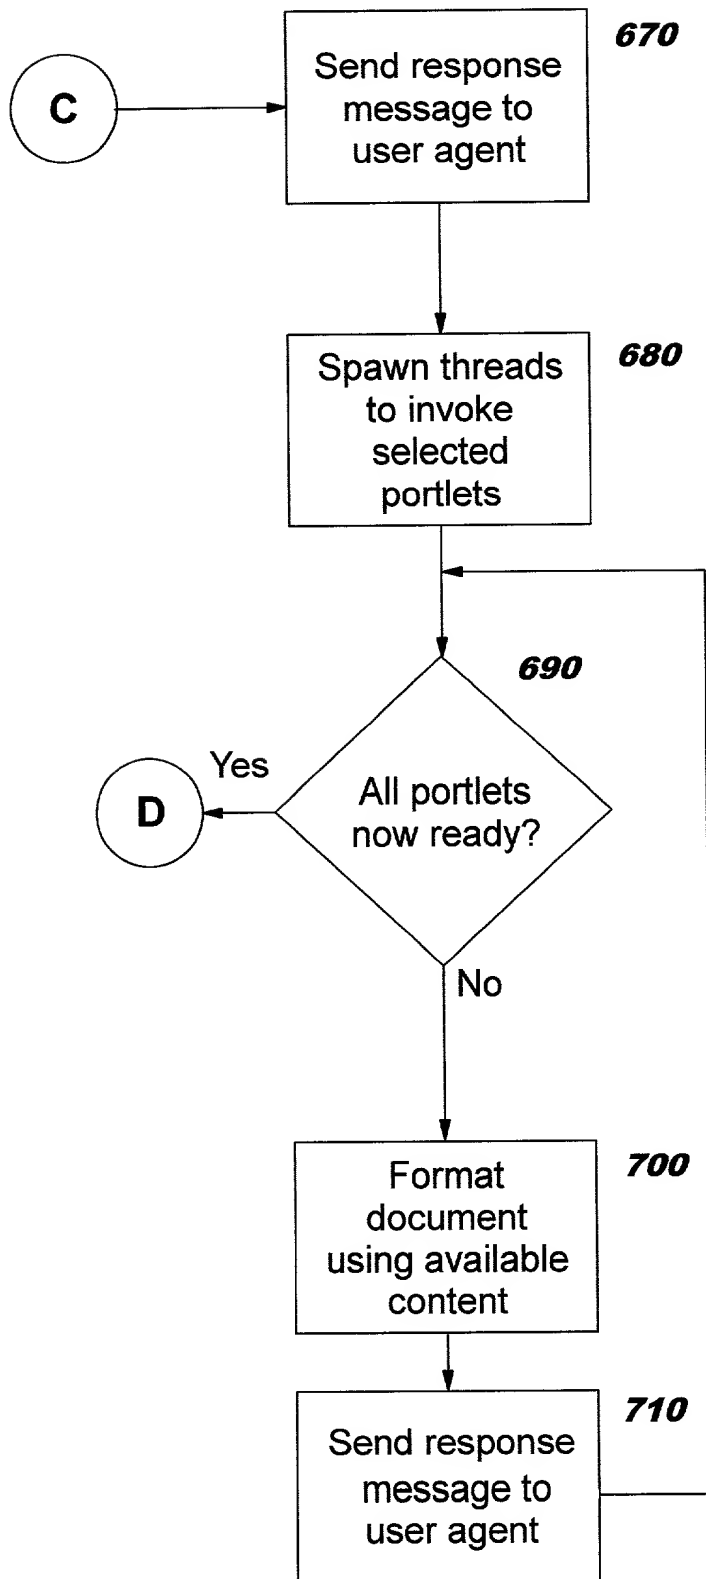 670
C
Send response
message to
user agent
680
Spawn threads
to invoke
selected
portlets
690
Yes
D
All portlets
now ready?
No
700
Format
document
using available
content
710
Send response
message to
user agent